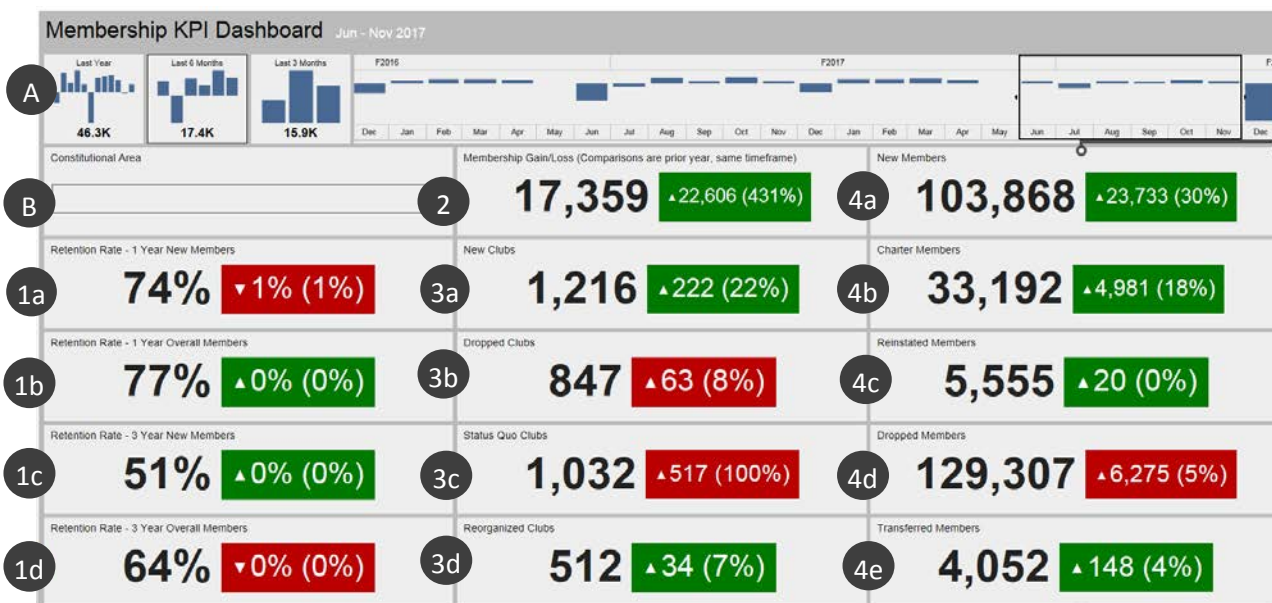 Membership KPI Dashboard Jun - Nov 2017
A
Last Year
46.3K
Last 6 Months
17.4K
Last 3 Months
15.9K
F2016 F2017 F
Dec Jan Feb Mar Apr May Jun Jul Aug Sep Oct Nov Dec Jan Feb Mar Apr May Jun Jul Aug Sep Oct Nov Dec
B
Constitutional Area
2
Membership Gain/Loss (Comparisons are prior year, same timeframe)
17,359 ▲22,606 (431%)
4a
New Members
103,868 ▲23,733 (30%)
1a
Retention Rate - 1 Year New Members
74% ▼1% (1%)
3a
New Clubs
1,216 ▲222 (22%)
4b
Charter Members
33,192 ▲4,981 (18%)
1b
Retention Rate - 1 Year Overall Members
77% ▲0% (0%)
3b
Dropped Clubs
847 ▲63 (8%)
4c
Reinstated Members
5,555 ▲20 (0%)
1c
Retention Rate - 3 Year New Members
51% ▲0% (0%)
3c
Status Quo Clubs
1,032 ▲517 (100%)
4d
Dropped Members
129,307 ▲6,275 (5%)
1d
Retention Rate - 3 Year Overall Members
64% ▼0% (0%)
3d
Reorganized Clubs
512 ▲34 (7%)
4e
Transferred Members
4,052 ▲148 (4%)